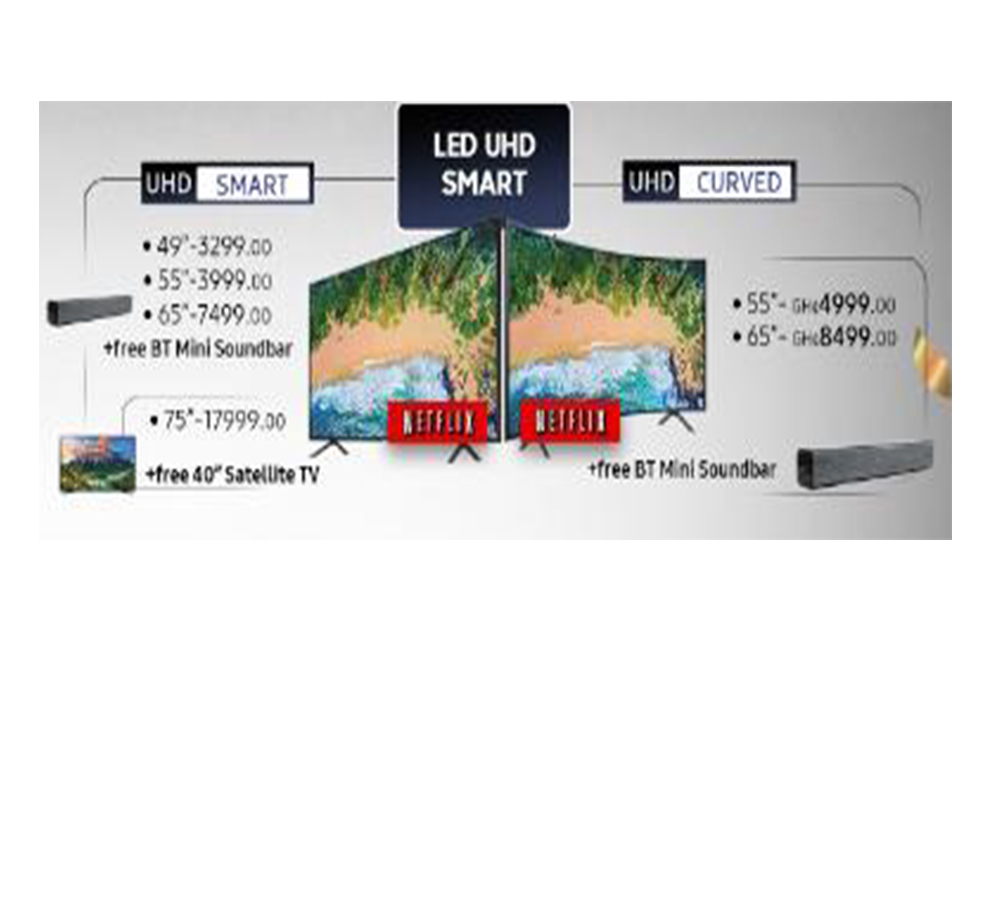 LED UHD
SMART
UHD SMART
• 49"-3299.00
• 55"-3999.00
• 65"-7499.00
+free BT Mini Soundbar
• 75"-17999.00
+free 40" Satellite TV
NETFLIX
NETFLIX
UHD CURVED
• 55"- GH¢4999.00
• 65"- GH¢8499.00
+free BT Mini Soundbar